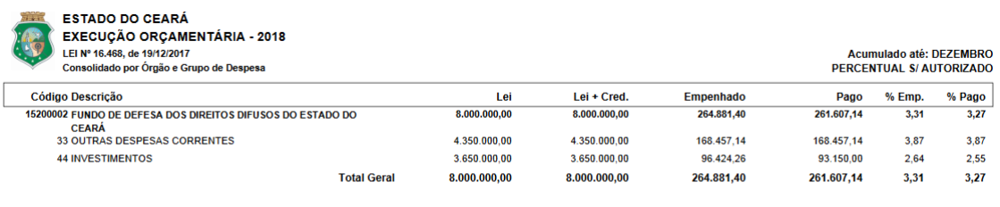 ESTADO DO CEARÁ
EXECUÇÃO ORÇAMENTÁRIA - 2018
LEI Nº 16.468, de 19/12/2017
Consolidado por Órgão e Grupo de Despesa
Acumulado até: DEZEMBRO
PERCENTUAL S/ AUTORIZADO
Código Descrição Lei Lei + Cred. Empenhado Pago % Emp. % Pago
15200002 FUNDO DE DEFESA DOS DIREITOS DIFUSOS DO ESTADO DO 8.000.000,00 8.000.000,00 264.881,40 261.607,14 3,31 3,27
CEARÁ
33 OUTRAS DESPESAS CORRENTES 4.350.000,00 4.350.000,00 168.457,14 168.457,14 3,87 3,87
44 INVESTIMENTOS 3.650.000,00 3.650.000,00 96.424,26 93.150,00 2,64 2,55
Total Geral 8.000.000,00 8.000.000,00 264.881,40 261.607,14 3,31 3,27